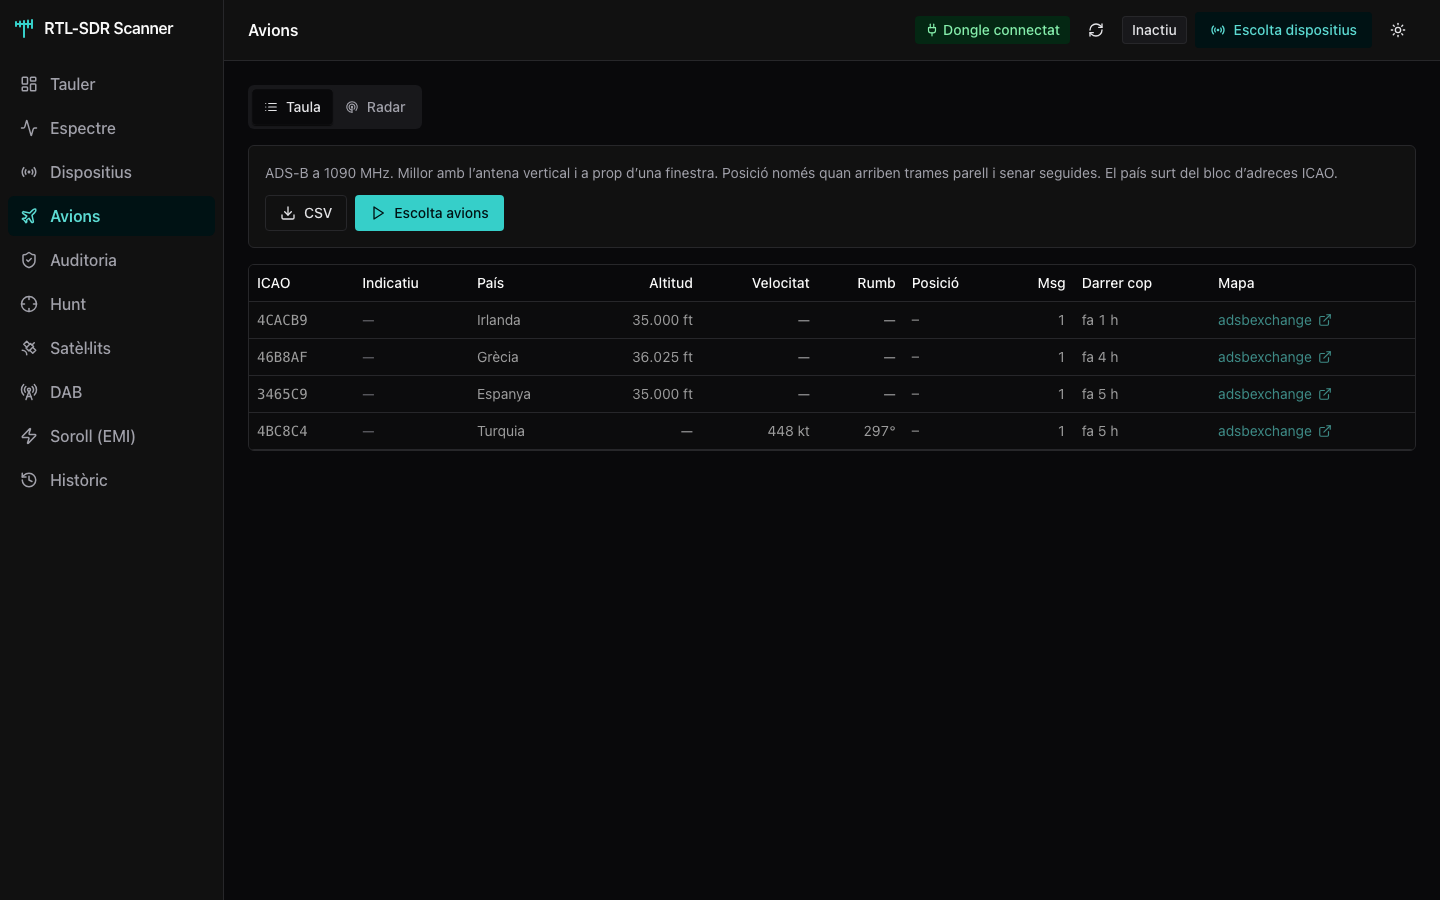 RTL-SDR Scanner
Avions
Dongle connectat
Inactiu
Escolta dispositius
Tauler
Espectre
Dispositius
Avions
Auditoria
Hunt
Satèl·lits
DAB
Soroll (EMI)
Històric
Taula
Radar
ADS-B a 1090 MHz. Millor amb l’antena vertical i a prop d’una finestra. Posició només quan arriben trames parell i senar seguides. El país surt del bloc d’adreces ICAO.
CSV
Escolta avions
ICAO Indicatiu País Altitud Velocitat Rumb Posició Msg Darrer cop Mapa
4CACB9 — Irlanda 35.000 ft — — – 1 fa 1 h adsbexchange
46B8AF — Grècia 36.025 ft — — – 1 fa 4 h adsbexchange
3465C9 — Espanya 35.000 ft — — – 1 fa 5 h adsbexchange
4BC8C4 — Turquia — 448 kt 297° – 1 fa 5 h adsbexchange